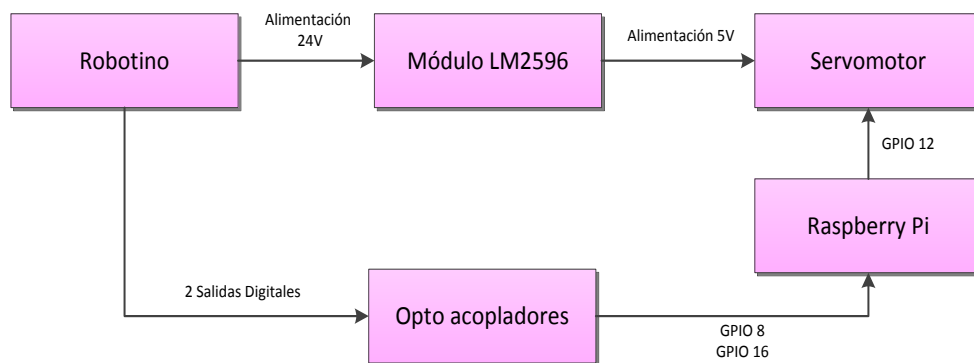 Alimentación
24V
Alimentación 5V
Robotino
Módulo LM2596
Servomotor
GPIO 12
Raspberry Pi
2 Salidas Digitales
Opto acopladores
GPIO 8
GPIO 16